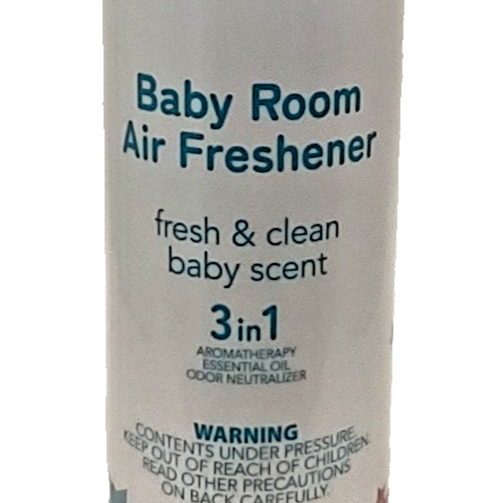 Baby Room
Air Freshener
fresh & clean
baby scent
3in1
AROMATHERAPY
ESSENTIAL OIL
ODOR NEUTRALIZER
WARNING
CONTENTS UNDER PRESSURE.
KEEP OUT OF REACH OF CHILDREN.
READ OTHER PRECAUTIONS
ON BACK CAREFULLY.